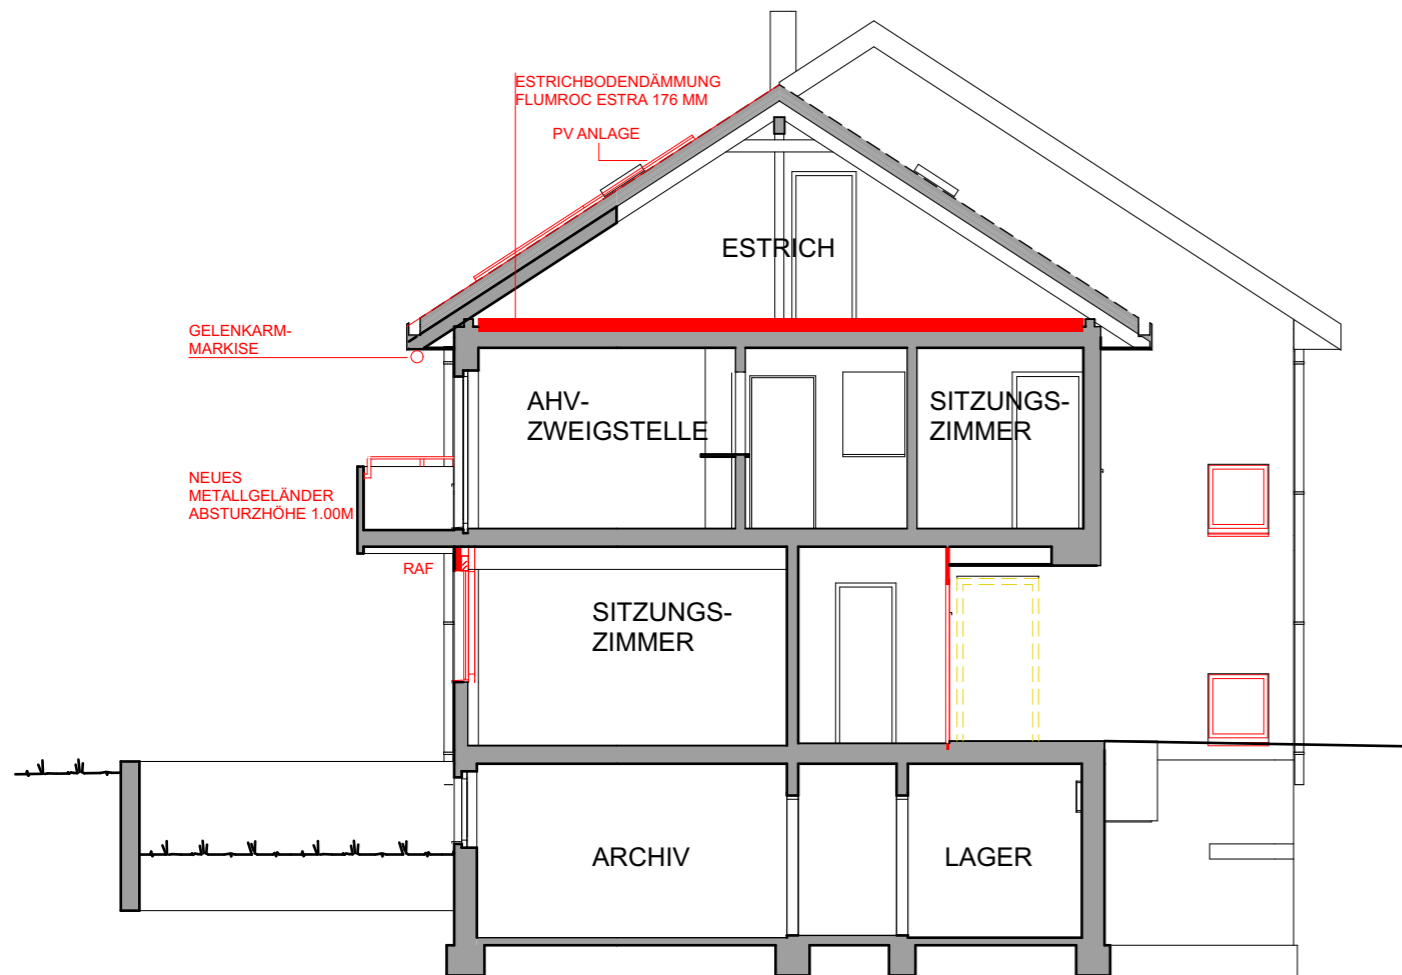 ESTRICHBODENDÄMMUNG
FLUMROC ESTRA 176 MM
PV ANLAGE
ESTRICH
GELENKARM-
MARKISE
AHV-
ZWEIGSTELLE
SITZUNGS-
ZIMMER
NEUES
METALLGELÄNDER
ABSTURZHÖHE 1.00M
RAF
SITZUNGS-
ZIMMER
ARCHIV
LAGER